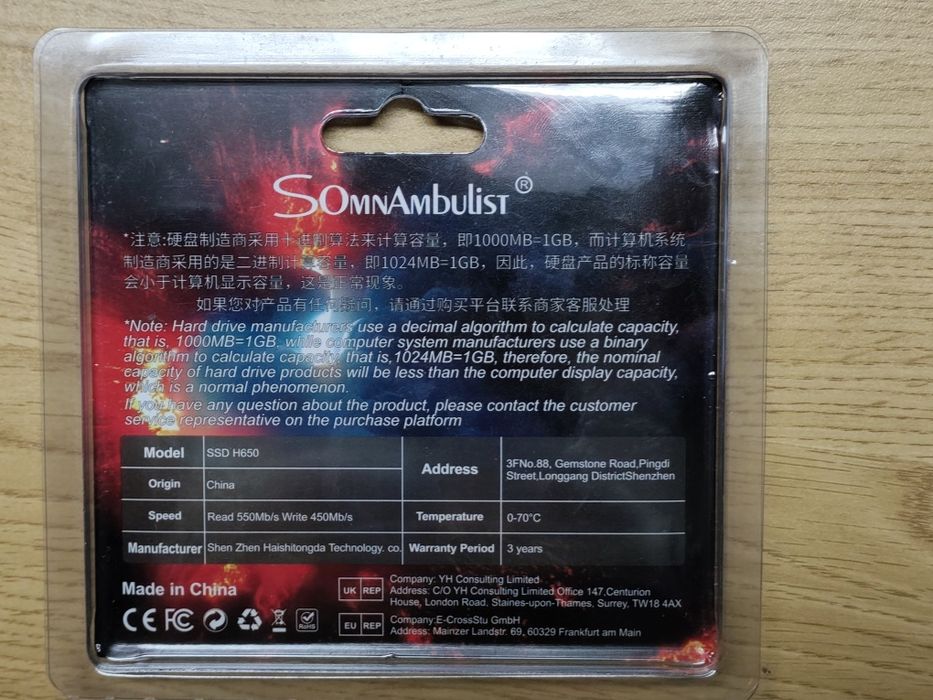 SOMNAMBULIST®
*注意:硬盘制造商采用十进制算法来计算容量，即1000MB=1GB，而计算机系统
制造商采用的是二进制计算容量，即1024MB=1GB，因此，硬盘产品的标称容量
会小于计算机显示容量，这是正常现象。
如果您对产品有任何疑问，请通过购买平台联系商家客服处理
*Note: Hard drive manufacturers use a decimal algorithm to calculate capacity,
that is, 1000MB=1GB, while computer system manufacturers use a binary
algorithm to calculate capacity, that is,1024MB=1GB, therefore, the nominal
capacity of hard drive products will be less than the computer display capacity,
which is a normal phenomenon.
If you have any question about the product, please contact the customer
service representative on the purchase platform
Model SSD H650
Origin China
Address 3FNo.88, Gemstone Road,Pingdi
Street,Longgang DistrictShenzhen
Speed Read 550Mb/s Write 450Mb/s Temperature 0-70°C
Manufacturer Shen Zhen Haishitongda Technology. co. Warranty Period 3 years
Made in China
CE FC RoHS
UK REP Company: YH Consulting Limited
Address: C/O YH Consulting Limited Office 147,Centurion
House, London Road, Staines-upon-Thames, Surrey, TW18 4AX
EU REP Company:E-CrossStu GmbH
Address: Mainzer Landstr. 69, 60329 Frankfurt am Main